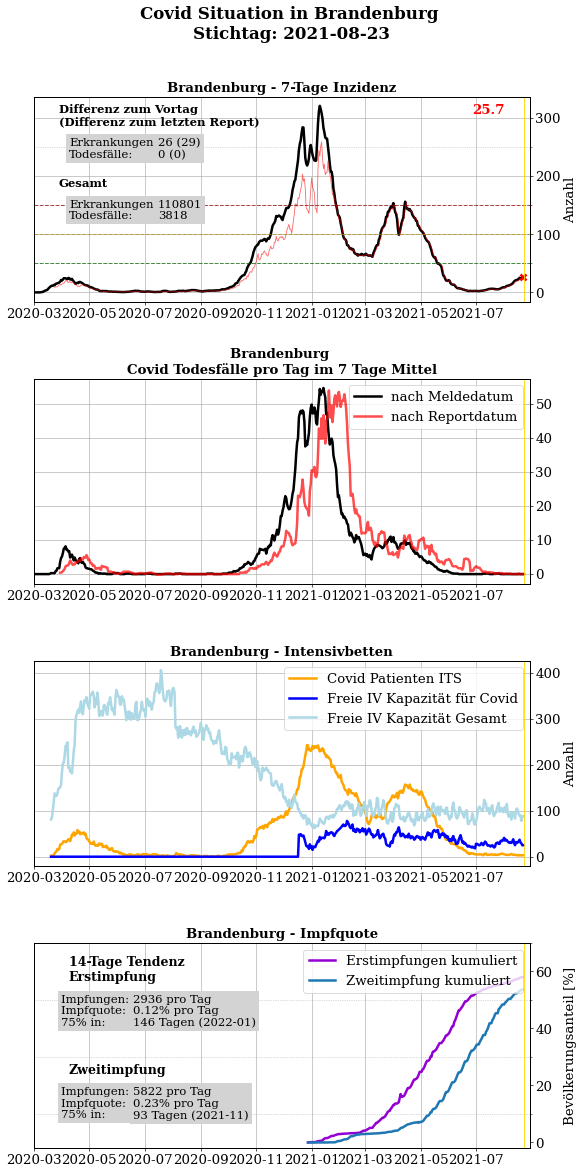 Covid Situation in Brandenburg
Stichtag: 2021-08-23
Brandenburg - 7-Tage Inzidenz
Differenz zum Vortag
(Differenz zum letzten Report)
Erkrankungen 26 (29)
Todesfälle: 0 (0)
Gesamt
Erkrankungen 110801
Todesfälle: 3818
25.7
300
200
100
0
Anzahl
2020-03 2020-05 2020-07 2020-09 2020-11 2021-01 2021-03 2021-05 2021-07
Brandenburg
Covid Todesfälle pro Tag im 7 Tage Mittel
nach Meldedatum
nach Reportdatum
50
40
30
20
10
0
2020-03 2020-05 2020-07 2020-09 2020-11 2021-01 2021-03 2021-05 2021-07
Brandenburg - Intensivbetten
Covid Patienten ITS
Freie IV Kapazität für Covid
Freie IV Kapazität Gesamt
400
300
200
100
0
Anzahl
2020-03 2020-05 2020-07 2020-09 2020-11 2021-01 2021-03 2021-05 2021-07
Brandenburg - Impfquote
14-Tage Tendenz
Erstimpfung
Impfungen: 2936 pro Tag
Impfquote: 0.12% pro Tag
75% in: 146 Tagen (2022-01)
Zweitimpfung
Impfungen: 5822 pro Tag
Impfquote: 0.23% pro Tag
75% in: 93 Tagen (2021-11)
Erstimpfungen kumuliert
Zweitimpfung kumuliert
60
40
20
0
Bevölkerungsanteil [%]
2020-03 2020-05 2020-07 2020-09 2020-11 2021-01 2021-03 2021-05 2021-07